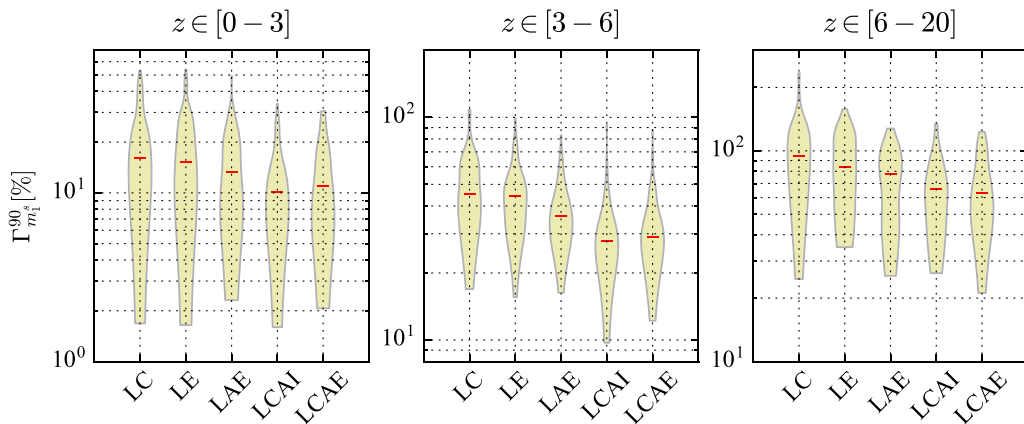 z ∈ [0 − 3]
z ∈ [3 − 6]
z ∈ [6 − 20]
Γ^{90}_{m_1^s} [%]
10^1
10^0
10^2
10^1
10^2
10^1
LC LE LAE LCAI LCAE
LC LE LAE LCAI LCAE
LC LE LAE LCAI LCAE